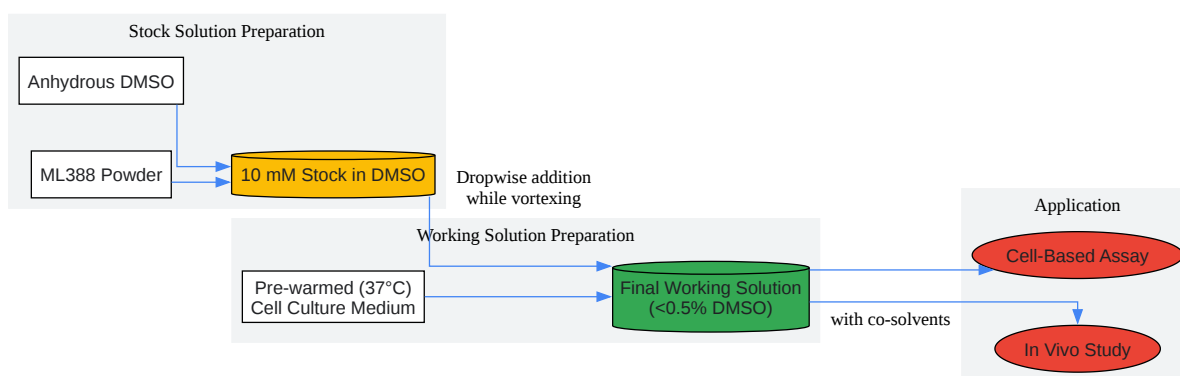 Stock Solution Preparation
Anhydrous DMSO
ML388 Powder
10 mM Stock in DMSO
Dropwise addition
while vortexing
Working Solution Preparation
Pre-warmed (37°C)
Cell Culture Medium
Final Working Solution
(<0.5% DMSO)
with co-solvents
Application
Cell-Based Assay
In Vivo Study